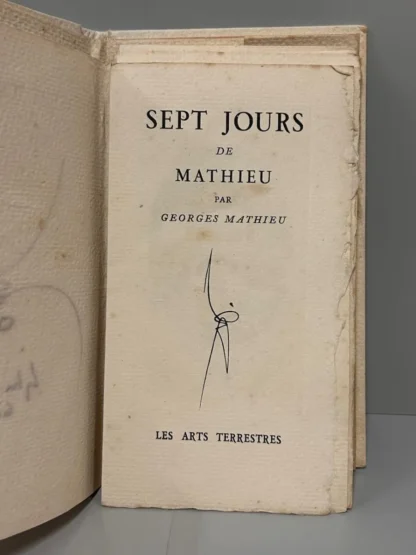 SEPT JOURS
DE
MATHIEU
PAR
GEORGES MATHIEU
LES ARTS TERRESTRES